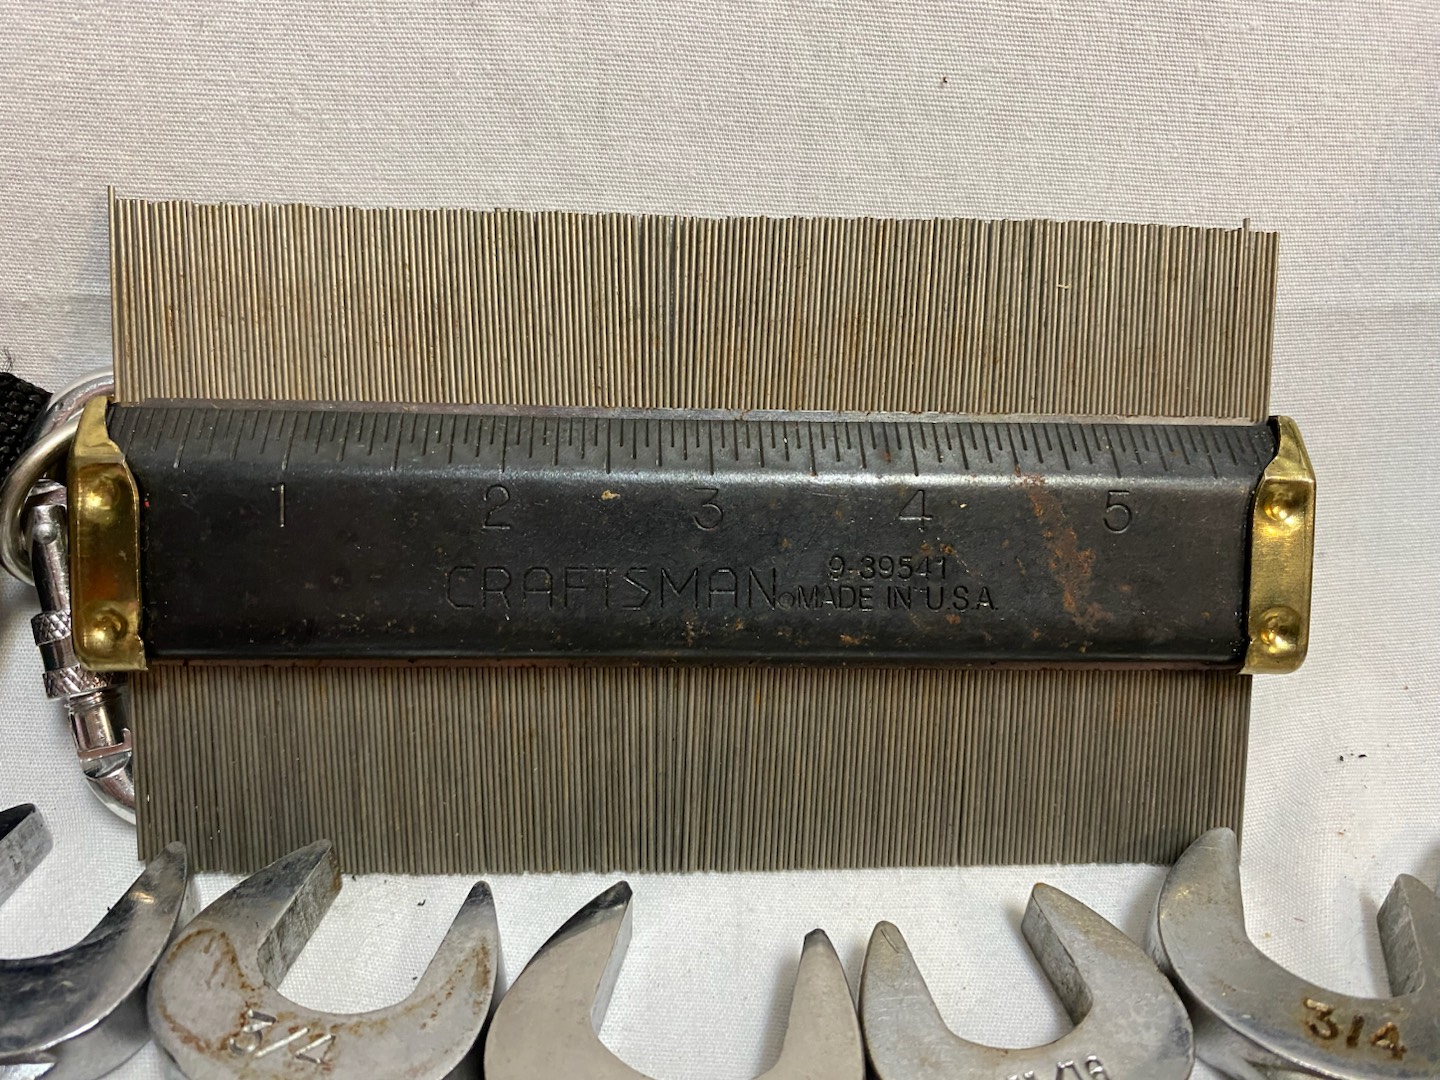 1 2 3 4 5
9-39541
CRAFTSMAN MADE IN U.S.A.
3/4
3/4